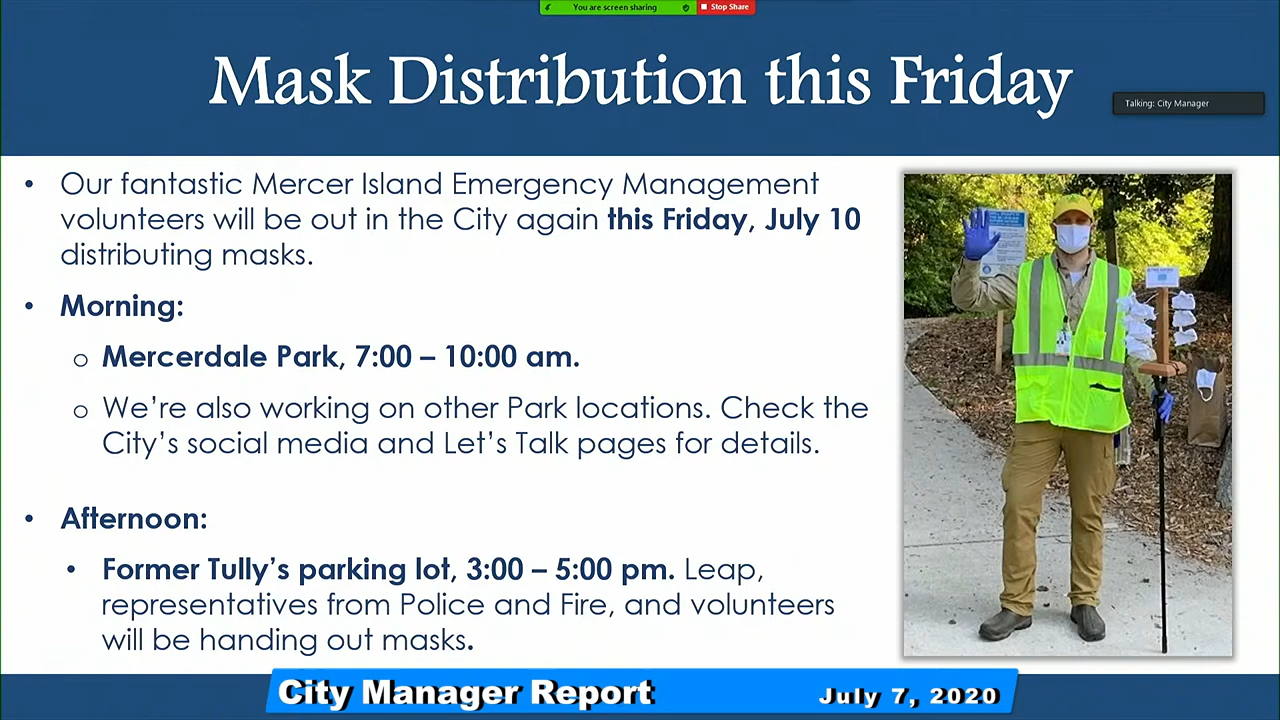 You are screen sharing
Stop Share
Mask Distribution this Friday
Talking: City Manager
• Our fantastic Mercer Island Emergency Management
volunteers will be out in the City again this Friday, July 10
distributing masks.
• Morning:
o Mercerdale Park, 7:00 – 10:00 am.
o We're also working on other Park locations. Check the
City's social media and Let's Talk pages for details.
• Afternoon:
• Former Tully's parking lot, 3:00 – 5:00 pm. Leap,
representatives from Police and Fire, and volunteers
will be handing out masks.
City Manager Report
July 7, 2020